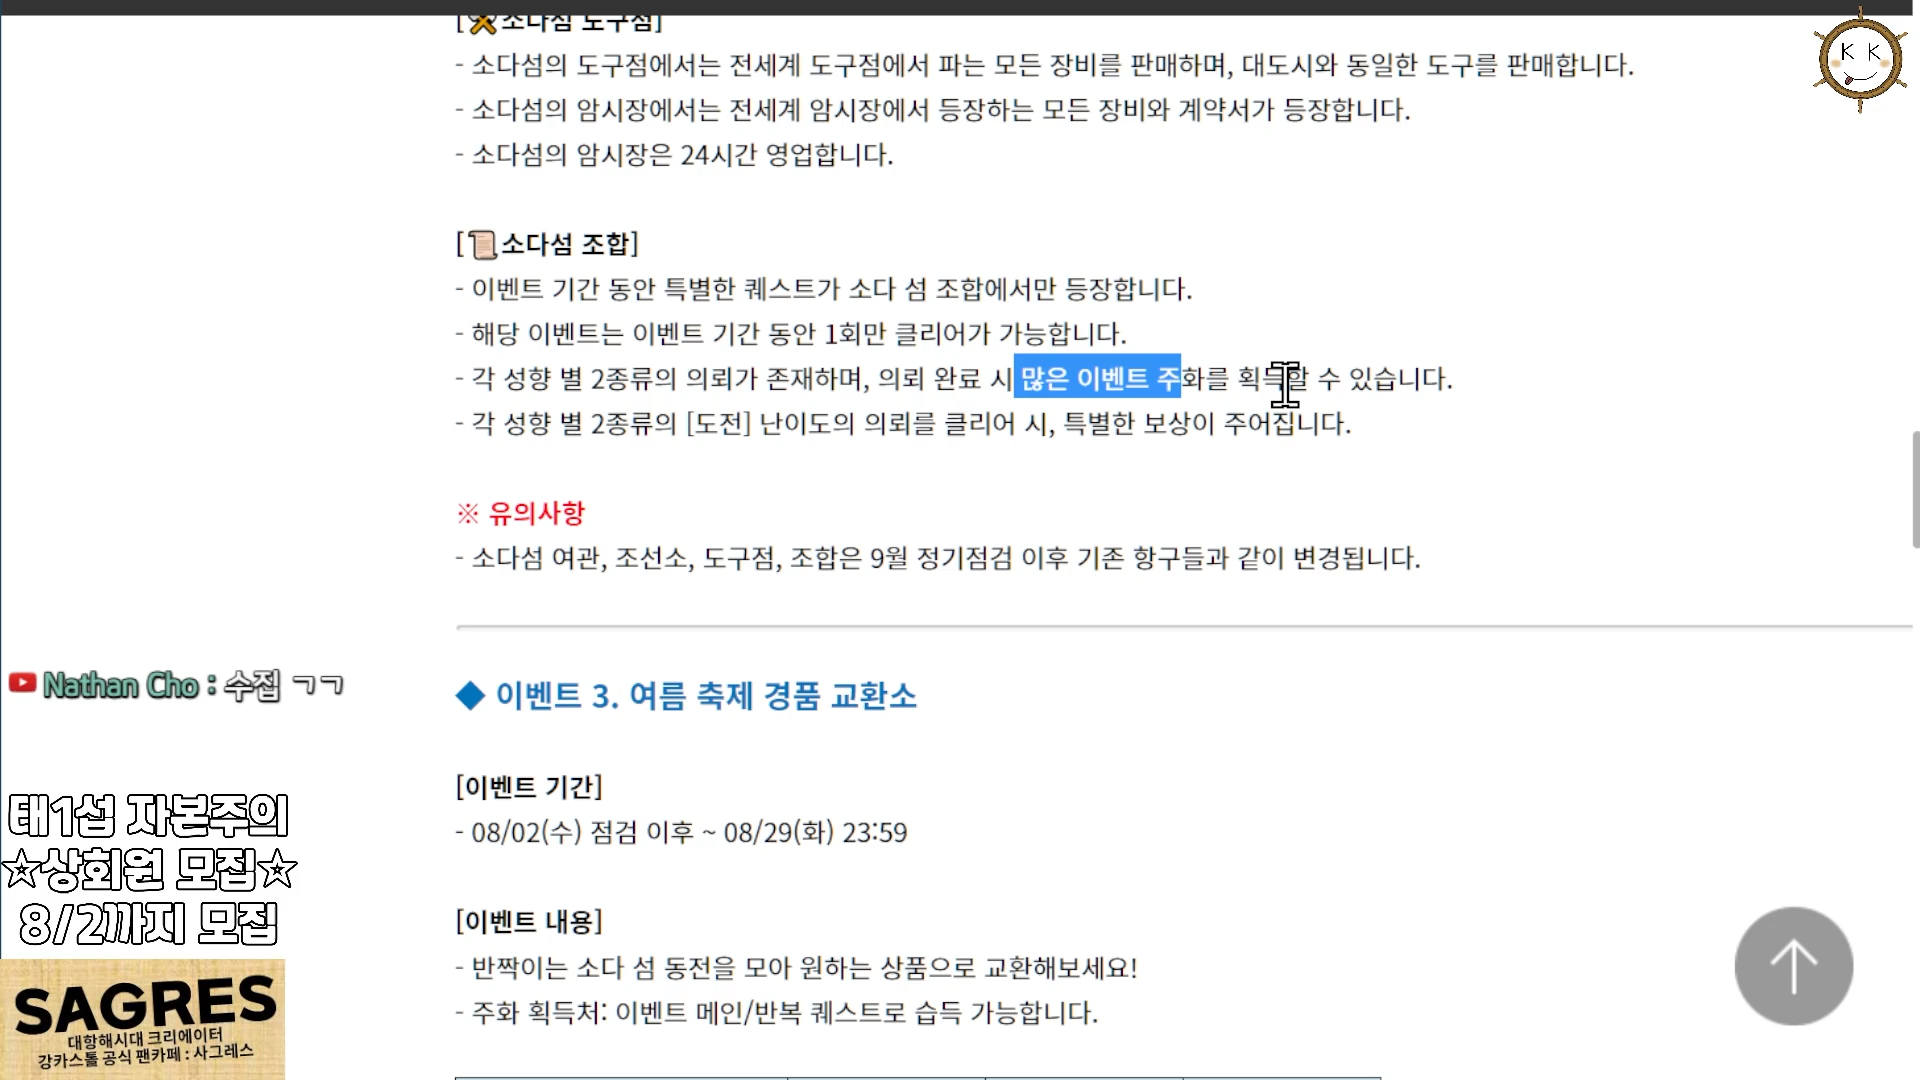 [⚒소다섬 도구점]
- 소다섬의 도구점에서는 전세계 도구점에서 파는 모든 장비를 판매하며, 대도시와 동일한 도구를 판매합니다.
- 소다섬의 암시장에서는 전세계 암시장에서 등장하는 모든 장비와 계약서가 등장합니다.
- 소다섬의 암시장은 24시간 영업합니다.
[📜소다섬 조합]
- 이벤트 기간 동안 특별한 퀘스트가 소다 섬 조합에서만 등장합니다.
- 해당 이벤트는 이벤트 기간 동안 1회만 클리어가 가능합니다.
- 각 성향 별 2종류의 의뢰가 존재하며, 의뢰 완료 시 많은 이벤트 주화를 획득할 수 있습니다.
- 각 성향 별 2종류의 [도전] 난이도의 의뢰를 클리어 시, 특별한 보상이 주어집니다.
※ 유의사항
- 소다섬 여관, 조선소, 도구점, 조합은 9월 정기점검 이후 기존 항구들과 같이 변경됩니다.
◆ 이벤트 3. 여름 축제 경품 교환소
[이벤트 기간]
- 08/02(수) 점검 이후 ~ 08/29(화) 23:59
[이벤트 내용]
- 반짝이는 소다 섬 동전을 모아 원하는 상품으로 교환해보세요!
- 주화 획득처: 이벤트 메인/반복 퀘스트로 습득 가능합니다.
Nathan Cho : 수집 ㄱㄱ
태1섭 자본주의
☆상회원 모집☆
8/2까지 모집
SAGRES
대항해시대 크리에이터
강카스톨 공식 팬카페 : 사그레스
K K